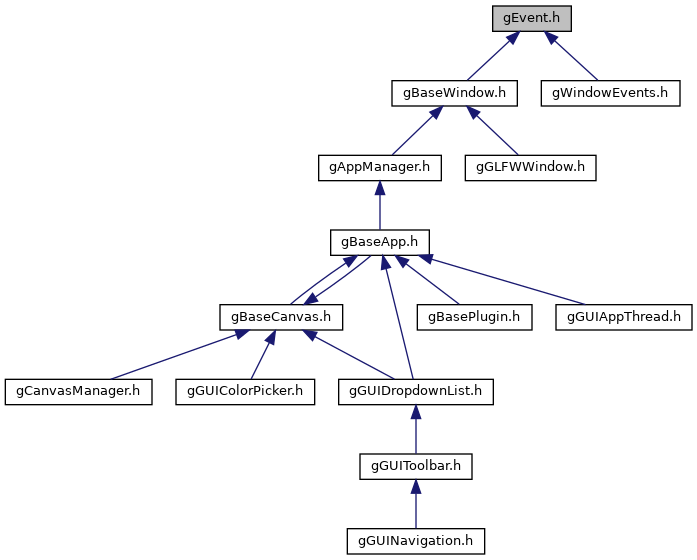 gEvent.h
gBaseWindow.h
gWindowEvents.h
gAppManager.h
gGLFWWindow.h
gBaseApp.h
gBaseCanvas.h
gBasePlugin.h
gGUIAppThread.h
gCanvasManager.h
gGUIColorPicker.h
gGUIDropdownList.h
gGUIToolbar.h
gGUINavigation.h